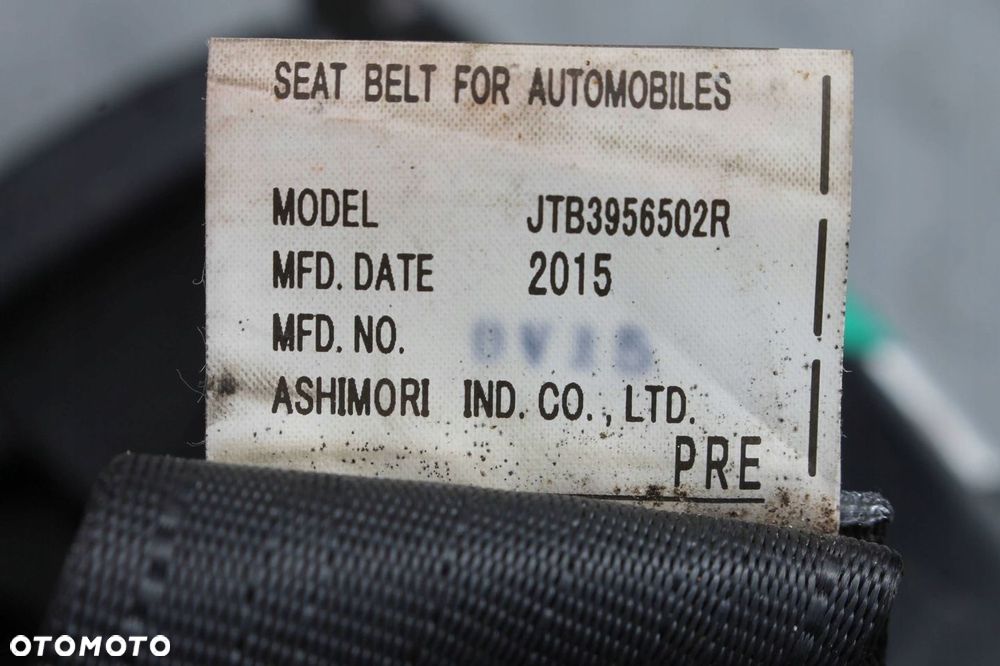 SEAT BELT FOR AUTOMOBILES
MODEL JTB3956502R
MFD. DATE 2015
MFD. NO.
ASHIMORI IND. CO., LTD.
PRE
OTOMOTO